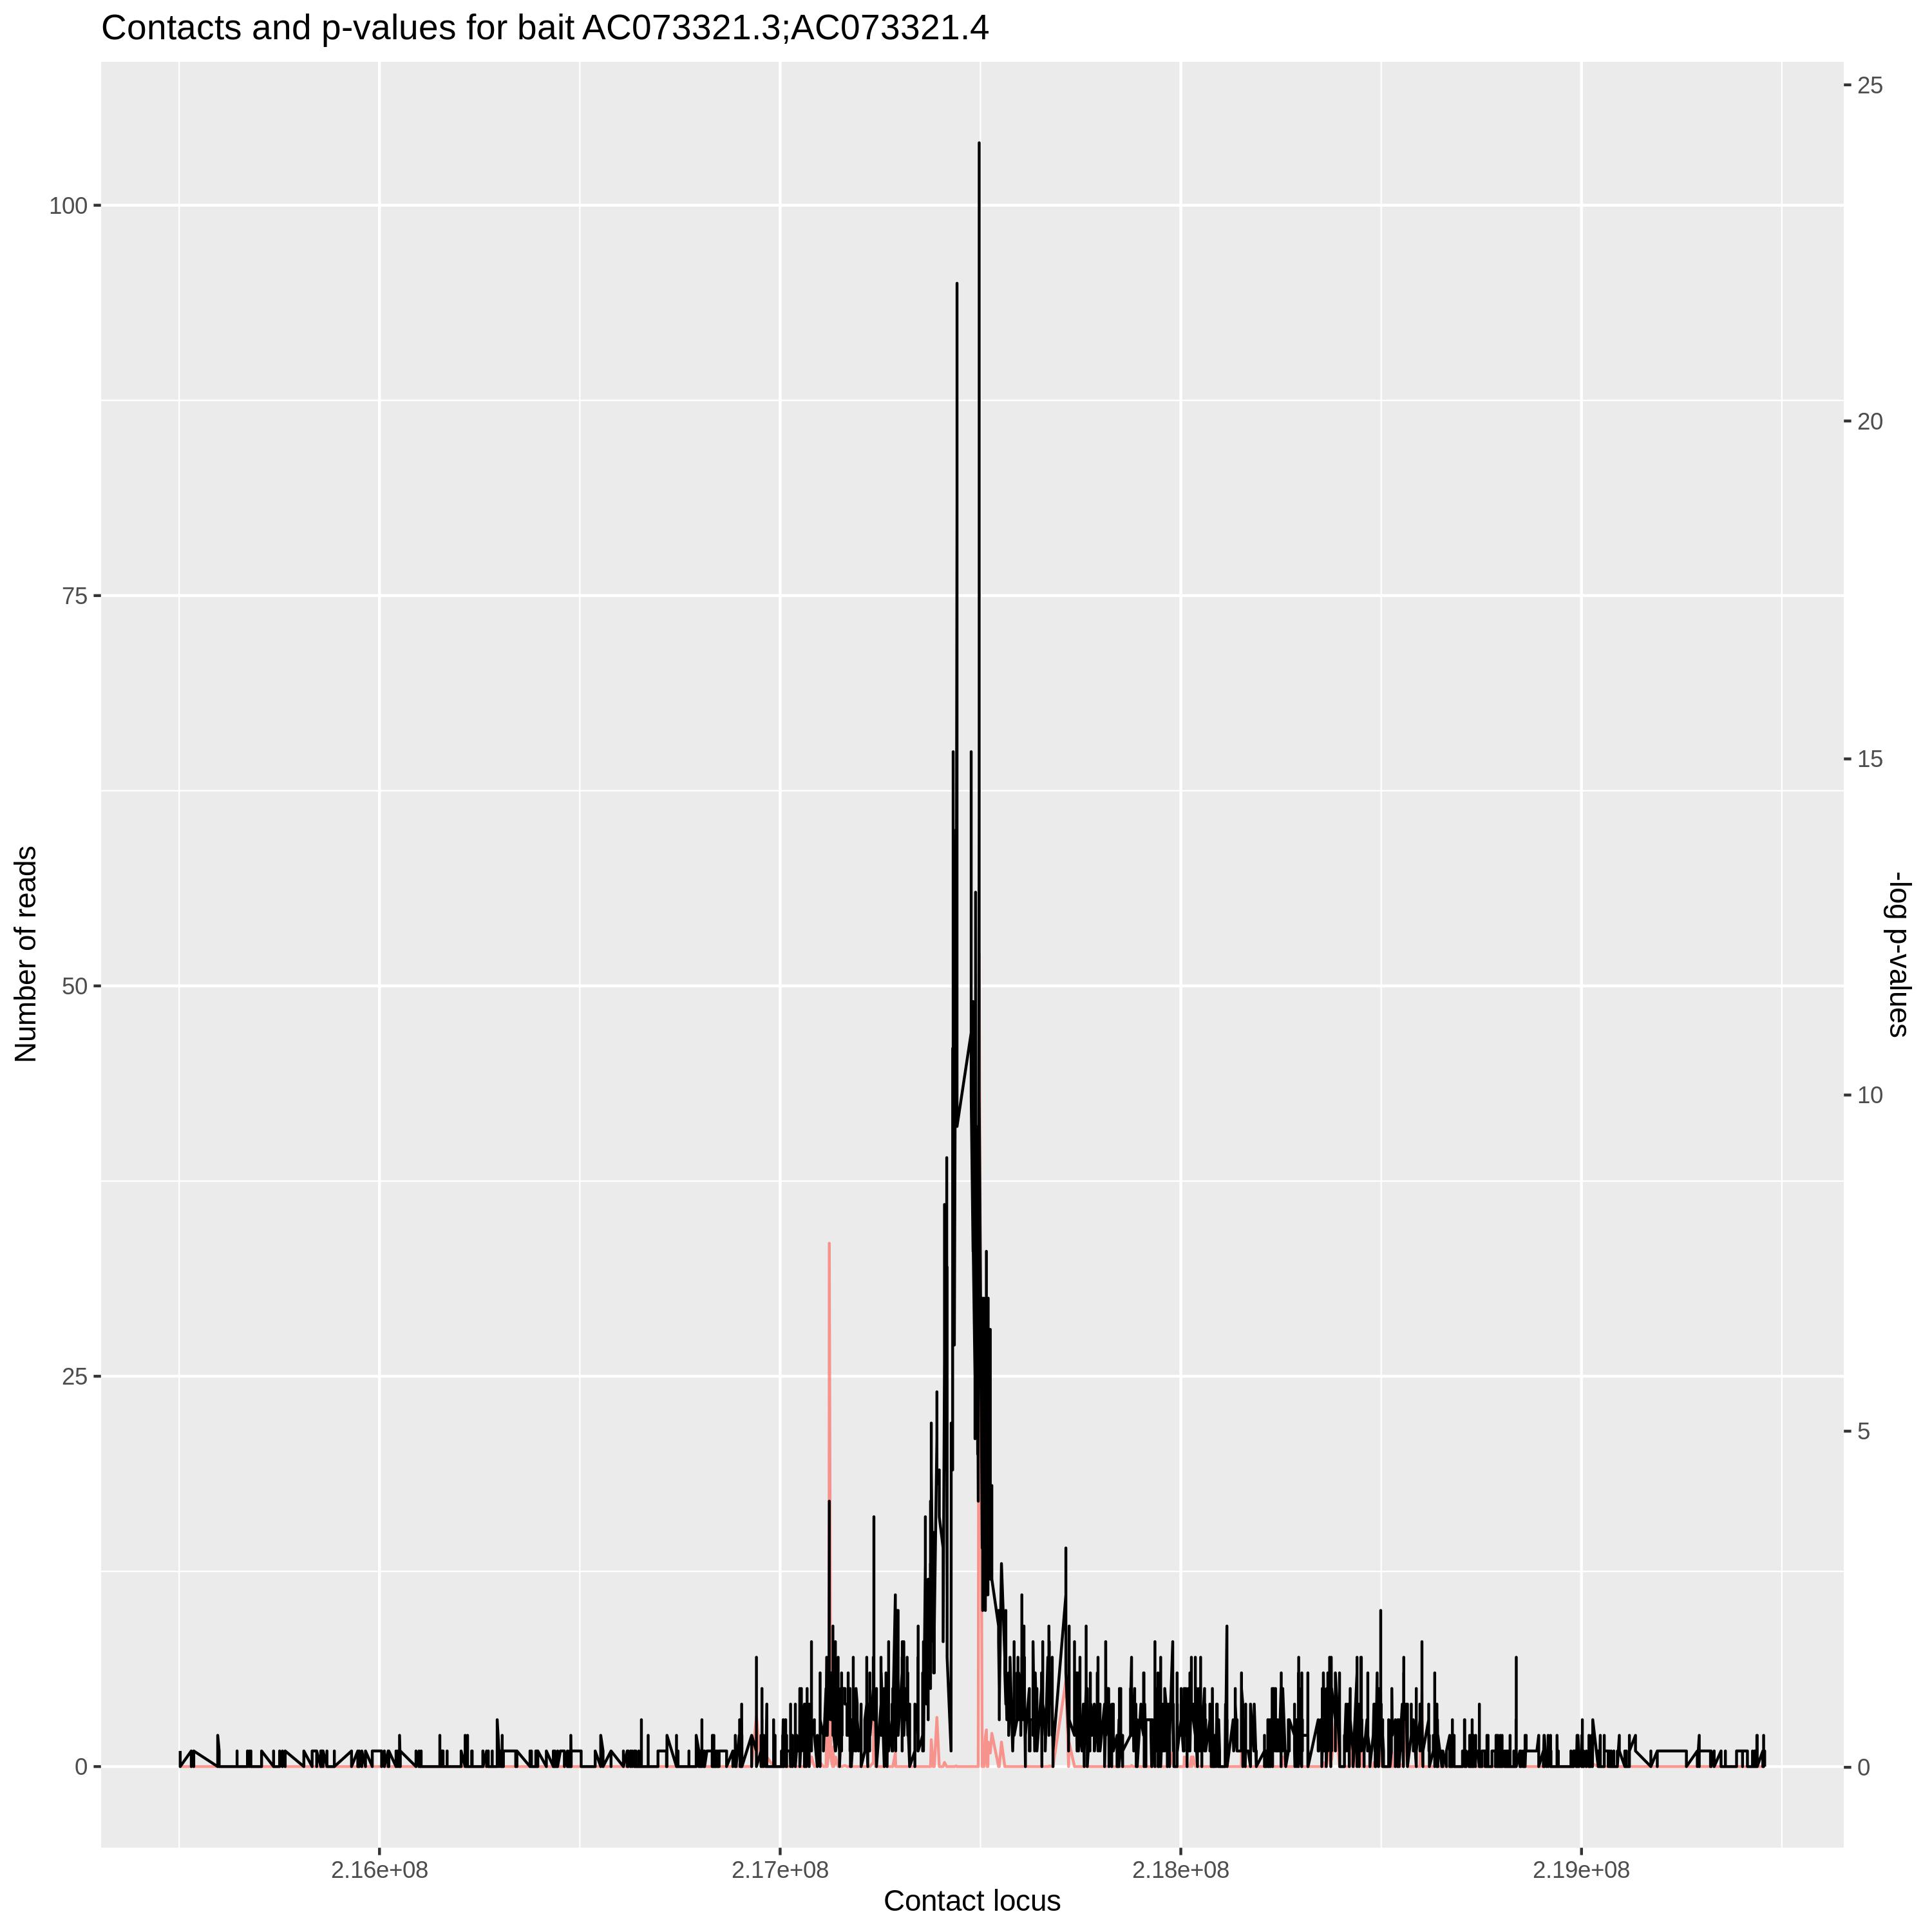 Contacts and p-values for bait AC073321.3;AC073321.4
Number of reads
100
75
50
25
0
25
20
15
10
5
0
-log p-values
2.16e+08
2.17e+08
2.18e+08
2.19e+08
Contact locus